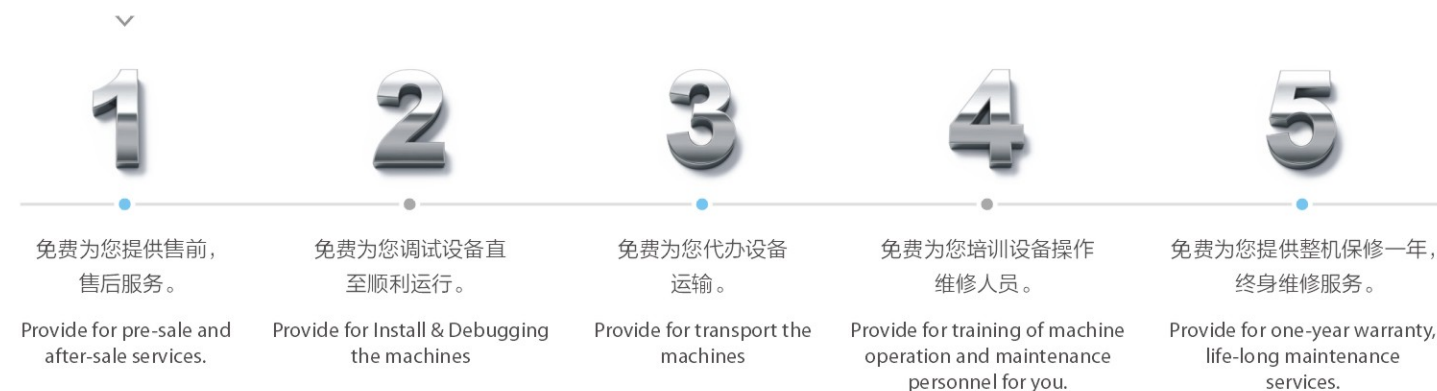 1
免费为您提供售前,
售后服务。
Provide for pre-sale and
after-sale services.
2
免费为您调试设备直
至顺利运行。
Provide for Install & Debugging
the machines
3
免费为您代办设备
运输。
Provide for transport the
machines
4
免费为您培训设备操作
维修人员。
Provide for training of machine
operation and maintenance
personnel for you.
5
免费为您提供整机保修一年,
终身维修服务。
Provide for one-year warranty,
life-long maintenance
services.